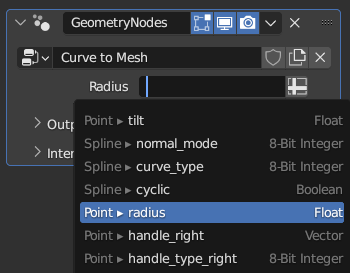 GeometryNodes
Curve to Mesh
Radius
Outp
Inter
Point ▸ tilt Float
Spline ▸ normal_mode 8-Bit Integer
Spline ▸ curve_type 8-Bit Integer
Spline ▸ cyclic Boolean
Point ▸ radius Float
Point ▸ handle_right Vector
Point ▸ handle_type_right 8-Bit Integer